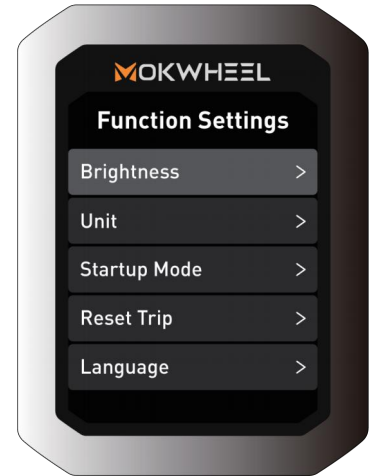 MOKWHEEL
Function Settings
Brightness >
Unit >
Startup Mode >
Reset Trip >
Language >